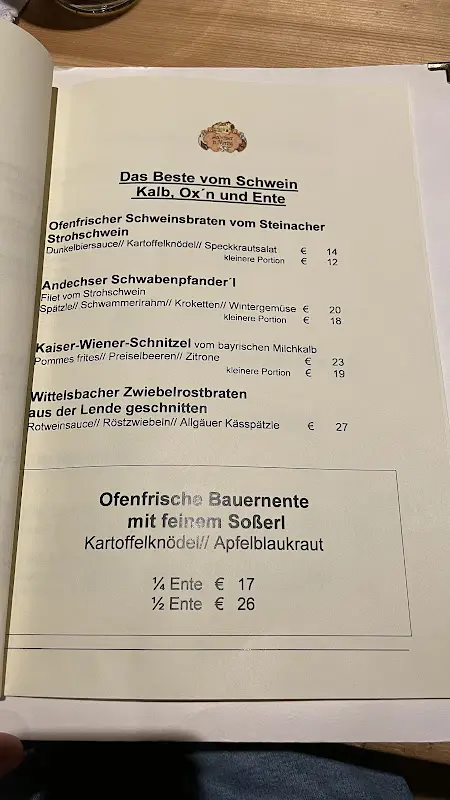 Das Beste vom Schwein
Kalb, Ox´n und Ente
Ofenfrischer Schweinsbraten vom Steinacher
Strohschwein
Dunkelbiersauce// Kartoffelknödel// Speckkrautsalat € 14
kleinere Portion € 12
Andechser Schwabenpfander´l
Filet vom Strohschwein
Spätzle// Schwammerlrahm// Kroketten// Wintergemüse € 20
kleinere Portion € 18
Kaiser-Wiener-Schnitzel vom bayrischen Milchkalb
Pommes frites// Preiselbeeren// Zitrone € 23
kleinere Portion € 19
Wittelsbacher Zwiebelrostbraten
aus der Lende geschnitten
Rotweinsauce// Röstzwiebeln// Allgäuer Kässpätzle € 27
Ofenfrische Bauernente
mit feinem Soßerl
Kartoffelknödel// Apfelblaukraut
¼ Ente € 17
½ Ente € 26